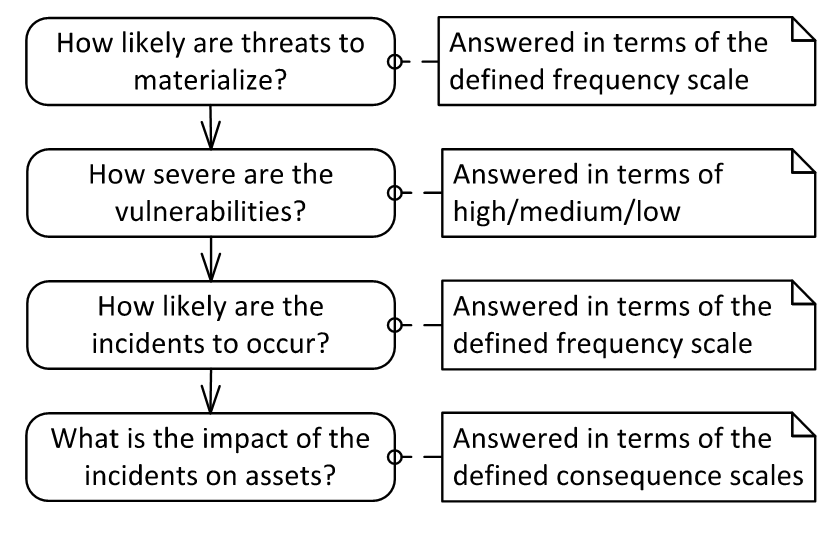 How likely are threats to
materialize?
Answered in terms of the
defined frequency scale
How severe are the
vulnerabilities?
Answered in terms of
high/medium/low
How likely are the
incidents to occur?
Answered in terms of the
defined frequency scale
What is the impact of the
incidents on assets?
Answered in terms of the
defined consequence scales